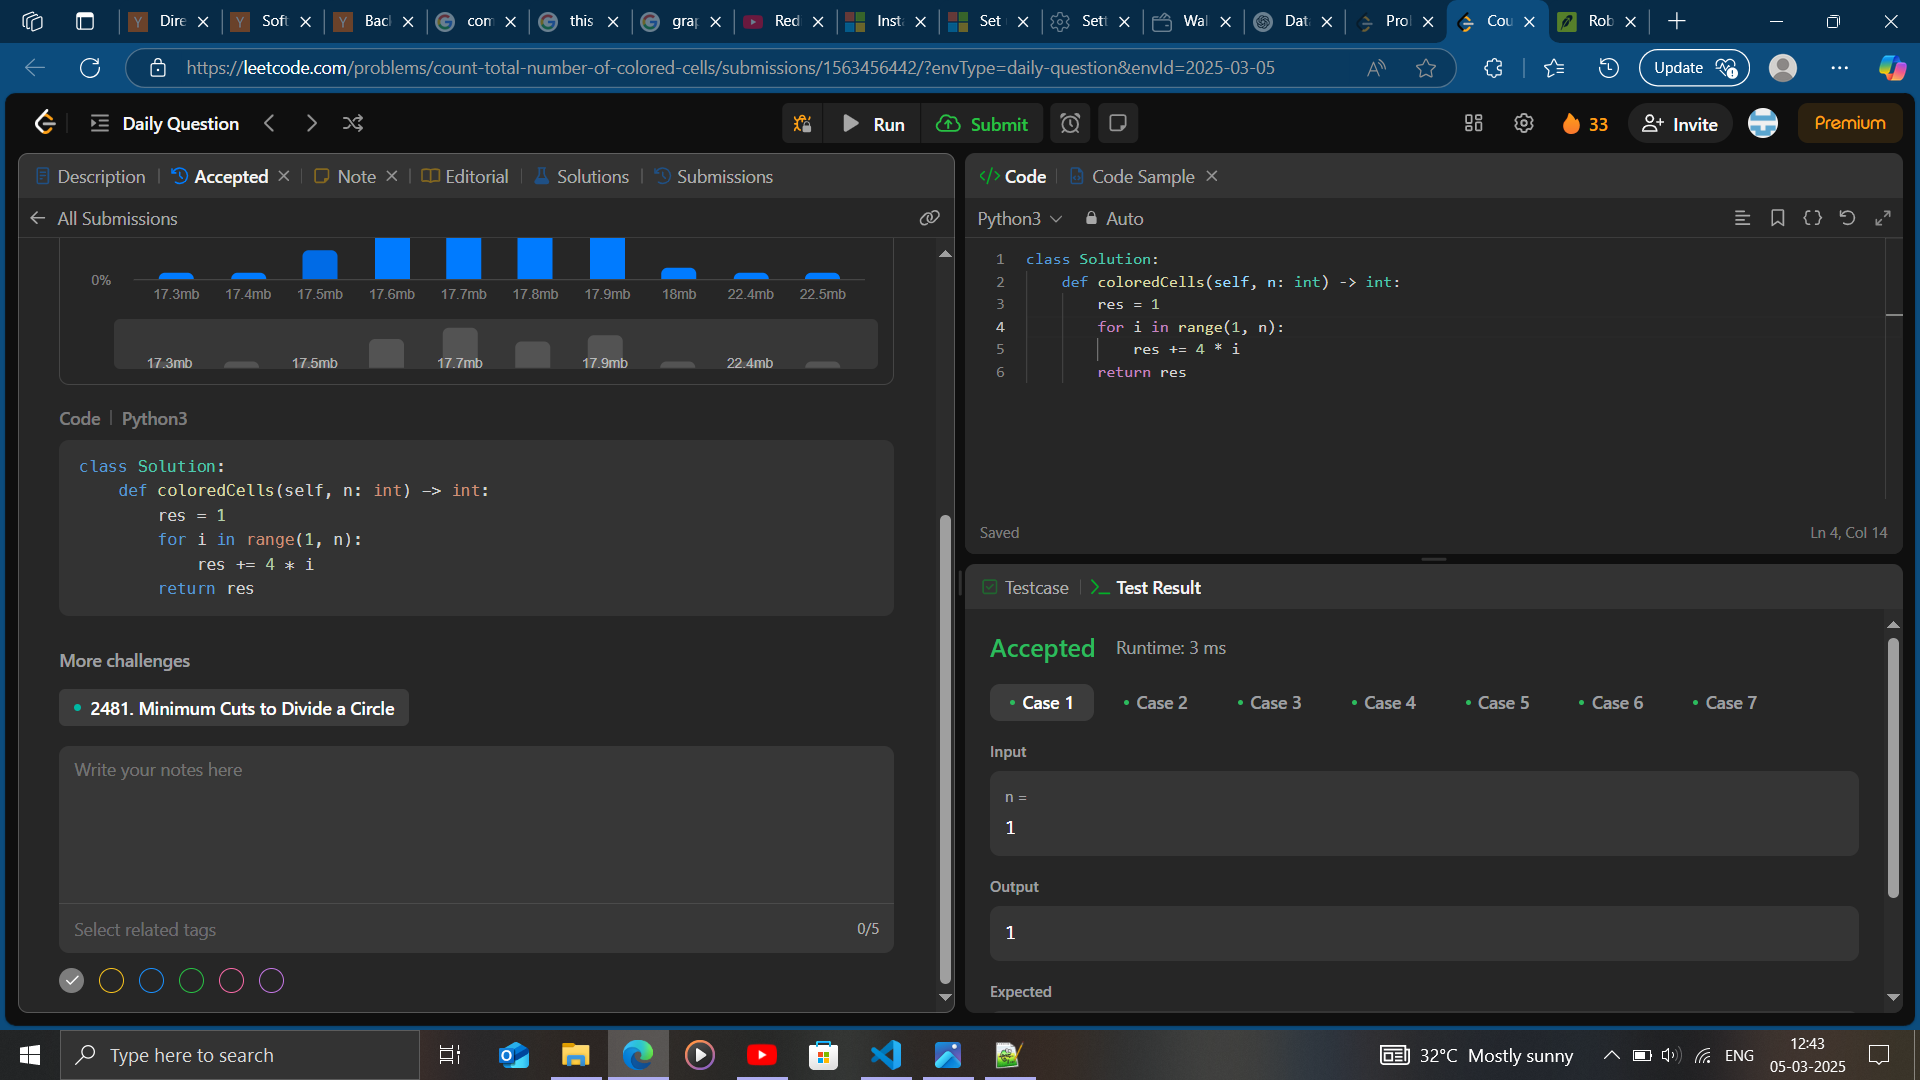 Dire
Soft
Bacl
com
this
grap
Redi
Insta
Set
Sett
Wall
Data
Prol
Cou
Rob
https://leetcode.com/problems/count-total-number-of-colored-cells/submissions/1563456442/?envType=daily-question&envId=2025-03-05
Update
Daily Question
Run
Submit
33
Invite
Premium
Description
Accepted
Note
Editorial
Solutions
Submissions
All Submissions
0%
17.3mb 17.4mb 17.5mb 17.6mb 17.7mb 17.8mb 17.9mb 18mb 22.4mb 22.5mb
17.3mb 17.5mb 17.7mb 17.9mb 22.4mb
Code | Python3
class Solution:
    def coloredCells(self, n: int) -> int:
        res = 1
        for i in range(1, n):
            res += 4 * i
        return res
More challenges
2481. Minimum Cuts to Divide a Circle
Write your notes here
Select related tags 0/5
</> Code
Code Sample
Python3
Auto
1 class Solution:
2     def coloredCells(self, n: int) -> int:
3         res = 1
4         for i in range(1, n):
5             res += 4 * i
6         return res
Saved
Ln 4, Col 14
Testcase
Test Result
Accepted Runtime: 3 ms
Case 1 Case 2 Case 3 Case 4 Case 5 Case 6 Case 7
Input
n =
1
Output
1
Expected
Type here to search
32°C Mostly sunny
ENG
12:43
05-03-2025